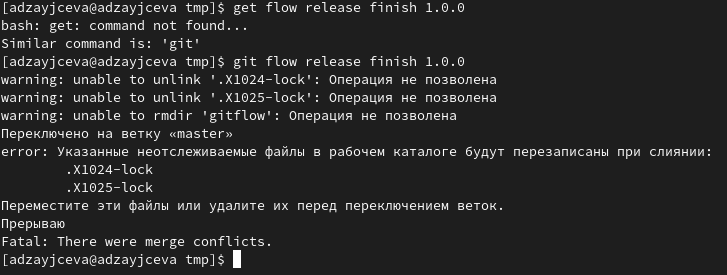 [adzayjceva@adzayjceva tmp]$ get flow release finish 1.0.0
bash: get: command not found...
Similar command is: 'git'
[adzayjceva@adzayjceva tmp]$ git flow release finish 1.0.0
warning: unable to unlink '.X1024-lock': Операция не позволена
warning: unable to unlink '.X1025-lock': Операция не позволена
warning: unable to rmdir 'gitflow': Операция не позволена
Переключено на ветку «master»
error: Указанные неотслеживаемые файлы в рабочем каталоге будут перезаписаны при слиянии:
.X1024-lock
.X1025-lock
Переместите эти файлы или удалите их перед переключением веток.
Прерываю
Fatal: There were merge conflicts.
[adzayjceva@adzayjceva tmp]$